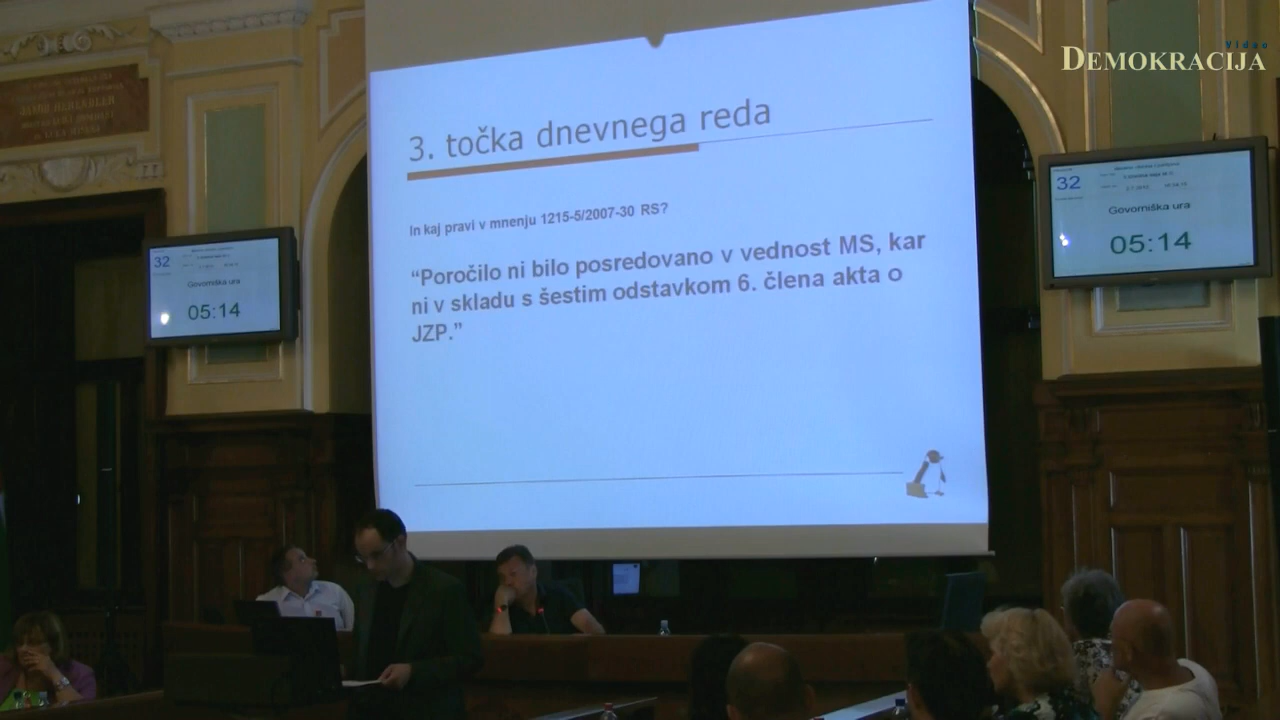 Video
DEMOKRACIJA
3. točka dnevnega reda
In kaj pravi v mnenju 1215-5/2007-30 RS?
“Poročilo ni bilo posredovano v vednost MS, kar
ni v skladu s šestim odstavkom 6. člena akta o
JZP.”
32
Govorniška ura
05:14
32
Govorniška ura
05:14